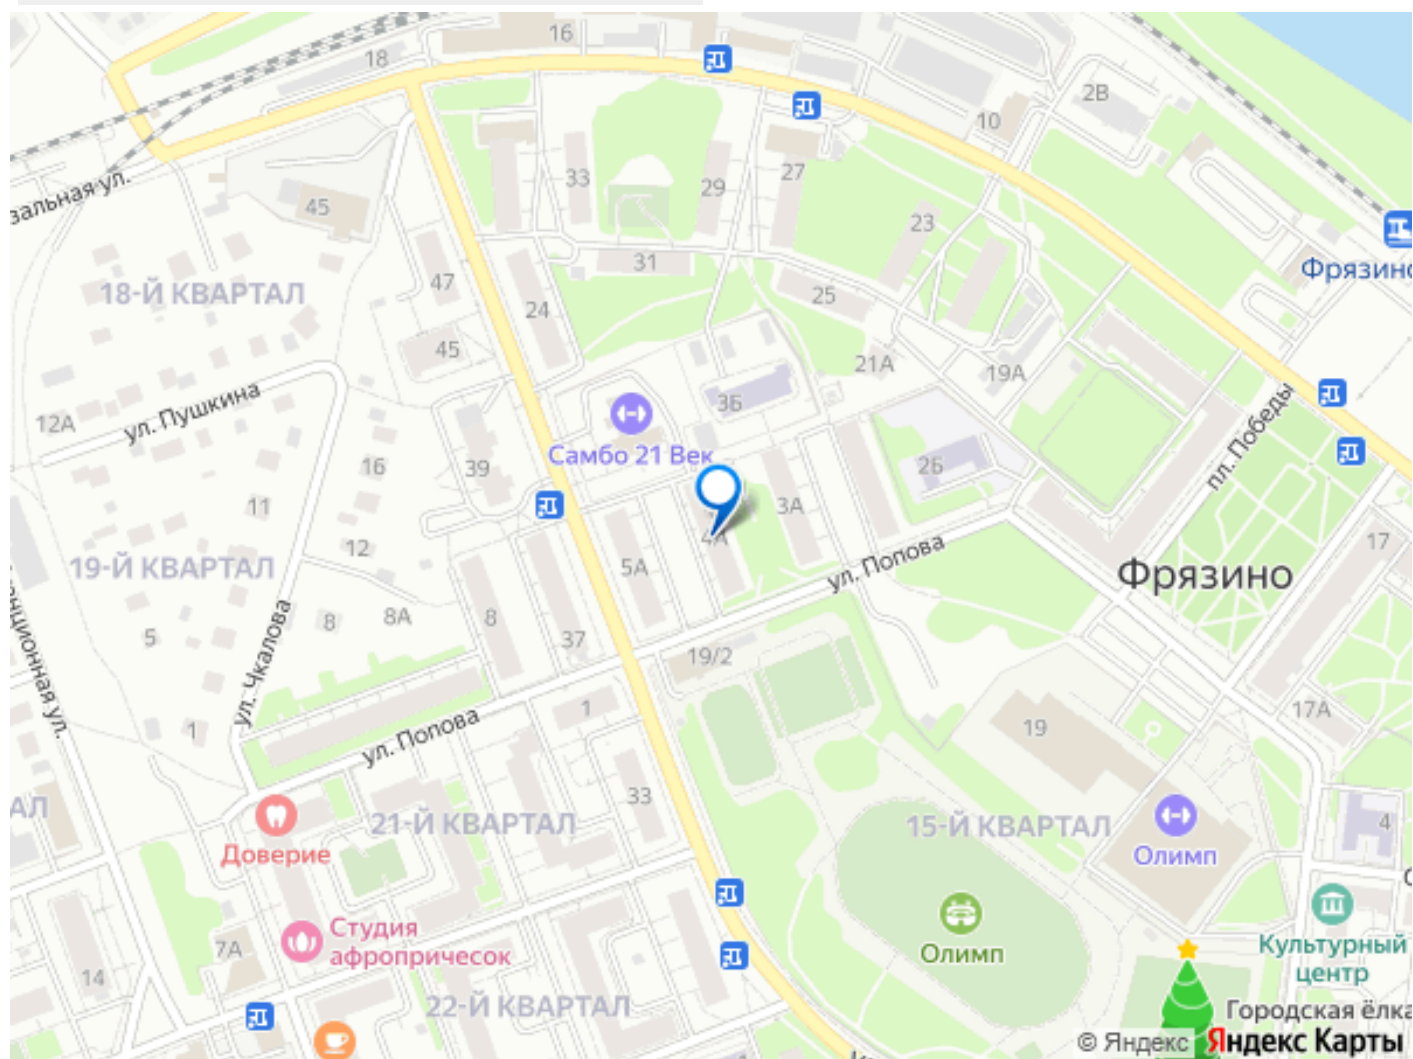 16
18
2В
10
33
29
27
зальная ул.
45
23
Фрязино
18-Й КВАРТАЛ
47
31
25
24
45
21А
19А
ул. Пушкина
12А
3Б
пл. Победы
Самбо 21 Век
16
39
2Б
11
3А
4А
17
12
ул. Попова
19-Й КВАРТАЛ
5А
Фрязино
8
8А
8
5
37
ул. Чкалова
19/2
нционная ул.
1
1
17А
ул. Попова
19
33
АЛ
21-Й КВАРТАЛ
15-Й КВАРТАЛ
4
Доверие
Олимп
Студия
афропричесок
7А
Олимп
Культурный
центр
14
22-Й КВАРТАЛ
Городская ёлка
© Яндекс
Яндекс Карты